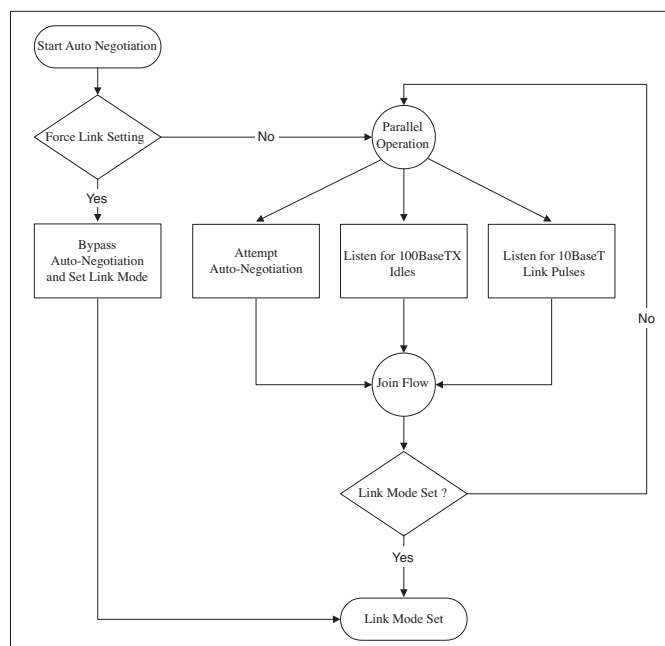 Start Auto Negotiation
Force Link Setting
No
Parallel
Operation
Yes
Bypass
Auto-Negotiation
and Set Link Mode
Attempt
Auto-Negotiation
Listen for 100BaseTX
Idles
Listen for 10BaseT
Link Pulses
No
Join Flow
Link Mode Set ?
Yes
Link Mode Set